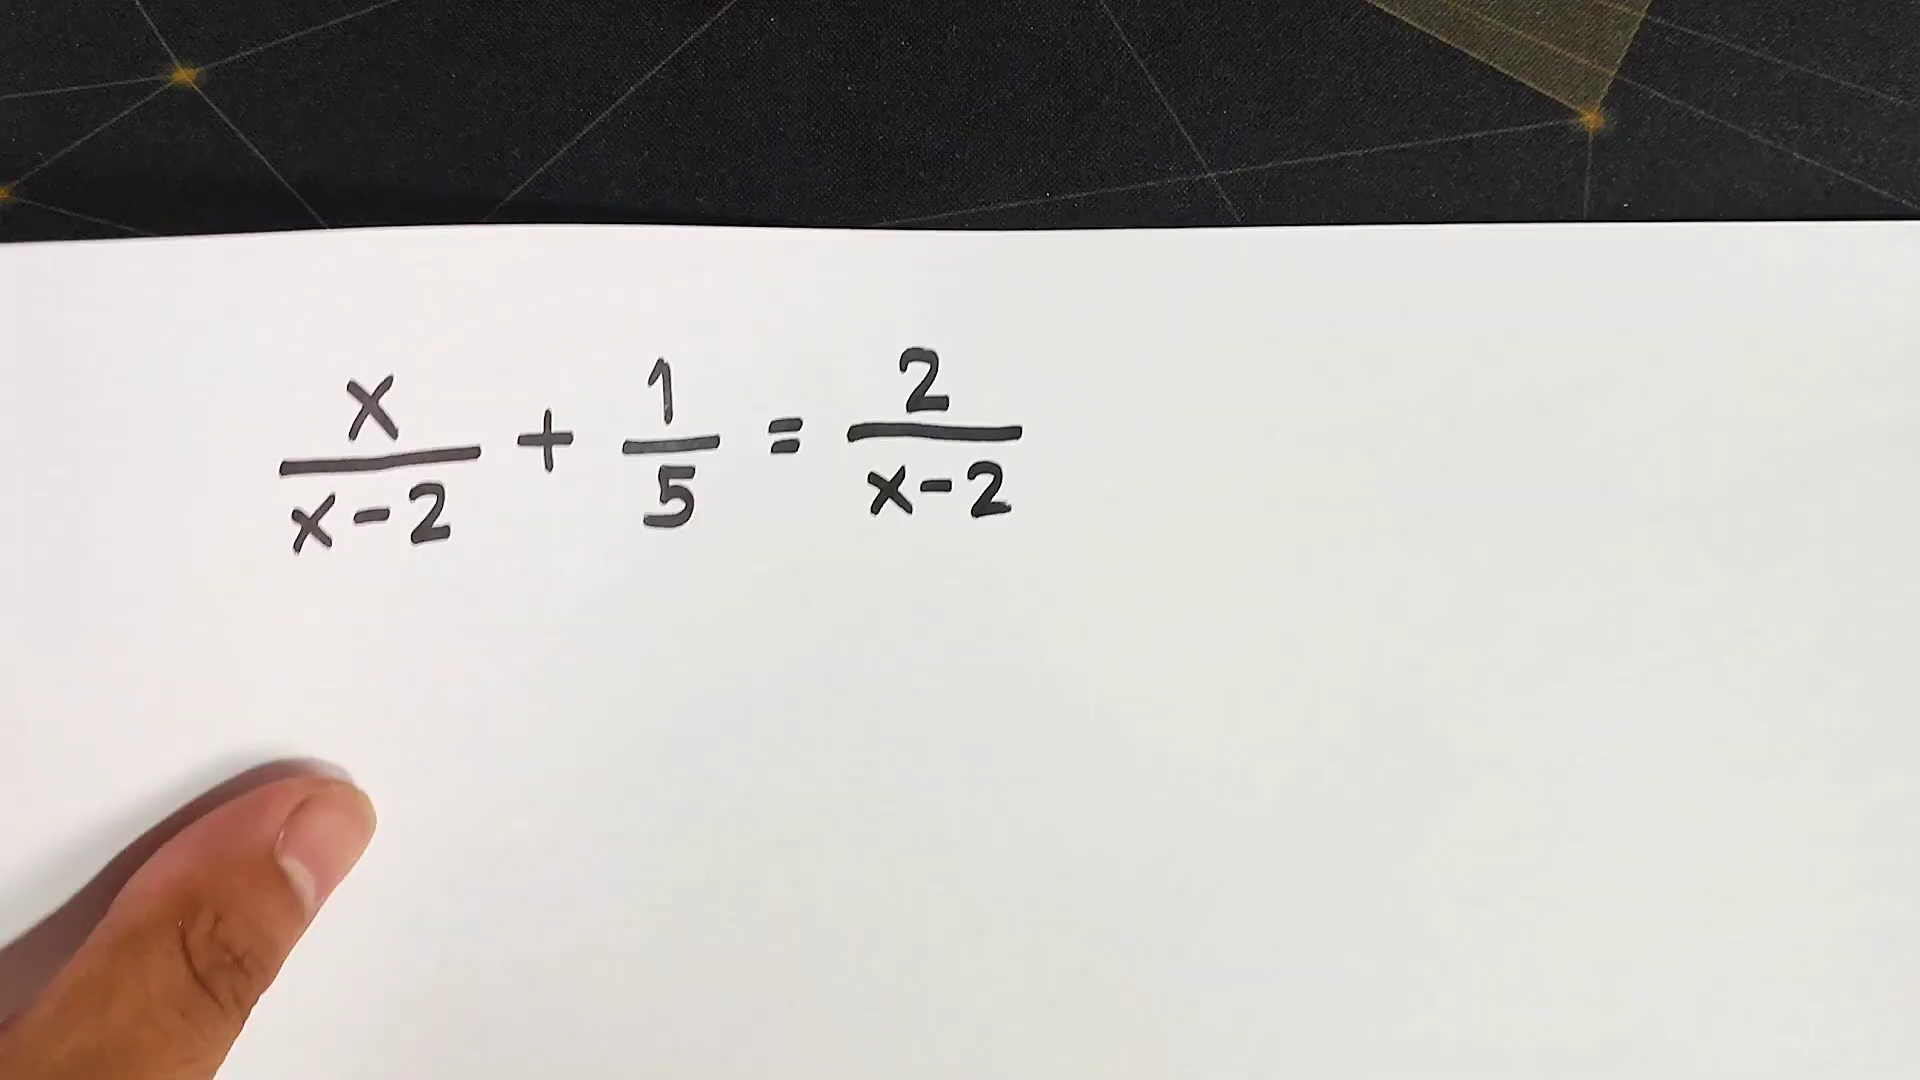 x/(x-2) + 1/5 = 2/(x-2)